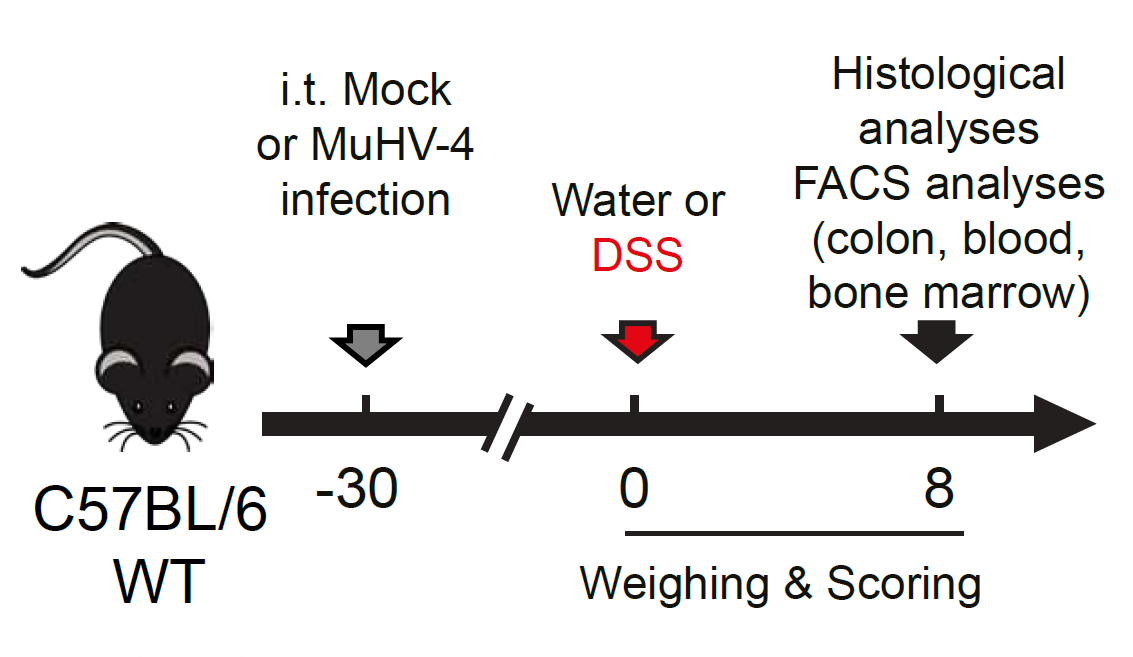 i.t. Mock
or MuHV-4
infection
Water or
DSS
Histological
analyses
FACS analyses
(colon, blood,
bone marrow)
C57BL/6
WT
-30
0
8
Weighing & Scoring